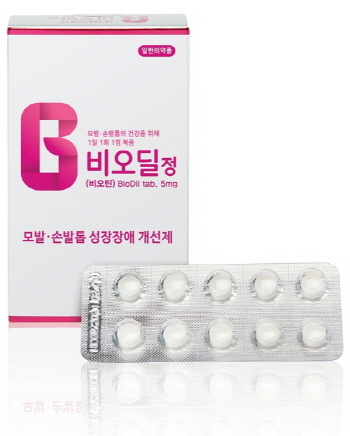 일반의약품
모발·손발톱의 건강을 위해
1일 1회 1정 복용
비오딜정
(비오틴) BioDil tab. 5mg
모발·손발톱 성장장애 개선제